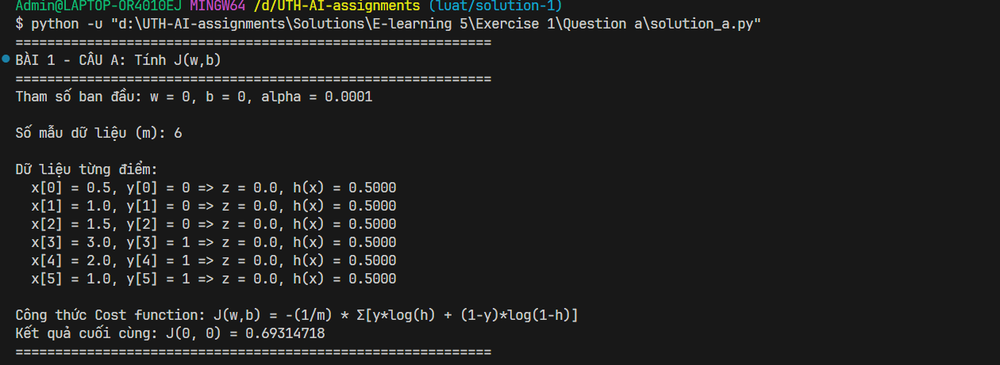 Admin@LAPTOP-OR4010EJ MINGW64 /d/UTH-AI-assignments (luat/solution-1)
$ python -u "d:\UTH-AI-assignments\Solutions\E-learning 5\Exercise 1\Question a\solution_a.py"
============================================================
BÀI 1 - CÂU A: Tính J(w,b)
============================================================
Tham số ban đầu: w = 0, b = 0, alpha = 0.0001
Số mẫu dữ liệu (m): 6
Dữ liệu từng điểm:
x[0] = 0.5, y[0] = 0 => z = 0.0, h(x) = 0.5000
x[1] = 1.0, y[1] = 0 => z = 0.0, h(x) = 0.5000
x[2] = 1.5, y[2] = 0 => z = 0.0, h(x) = 0.5000
x[3] = 3.0, y[3] = 1 => z = 0.0, h(x) = 0.5000
x[4] = 2.0, y[4] = 1 => z = 0.0, h(x) = 0.5000
x[5] = 1.0, y[5] = 1 => z = 0.0, h(x) = 0.5000
Công thức Cost function: J(w,b) = -(1/m) * Σ[y*log(h) + (1-y)*log(1-h)]
Kết quả cuối cùng: J(0, 0) = 0.69314718
============================================================